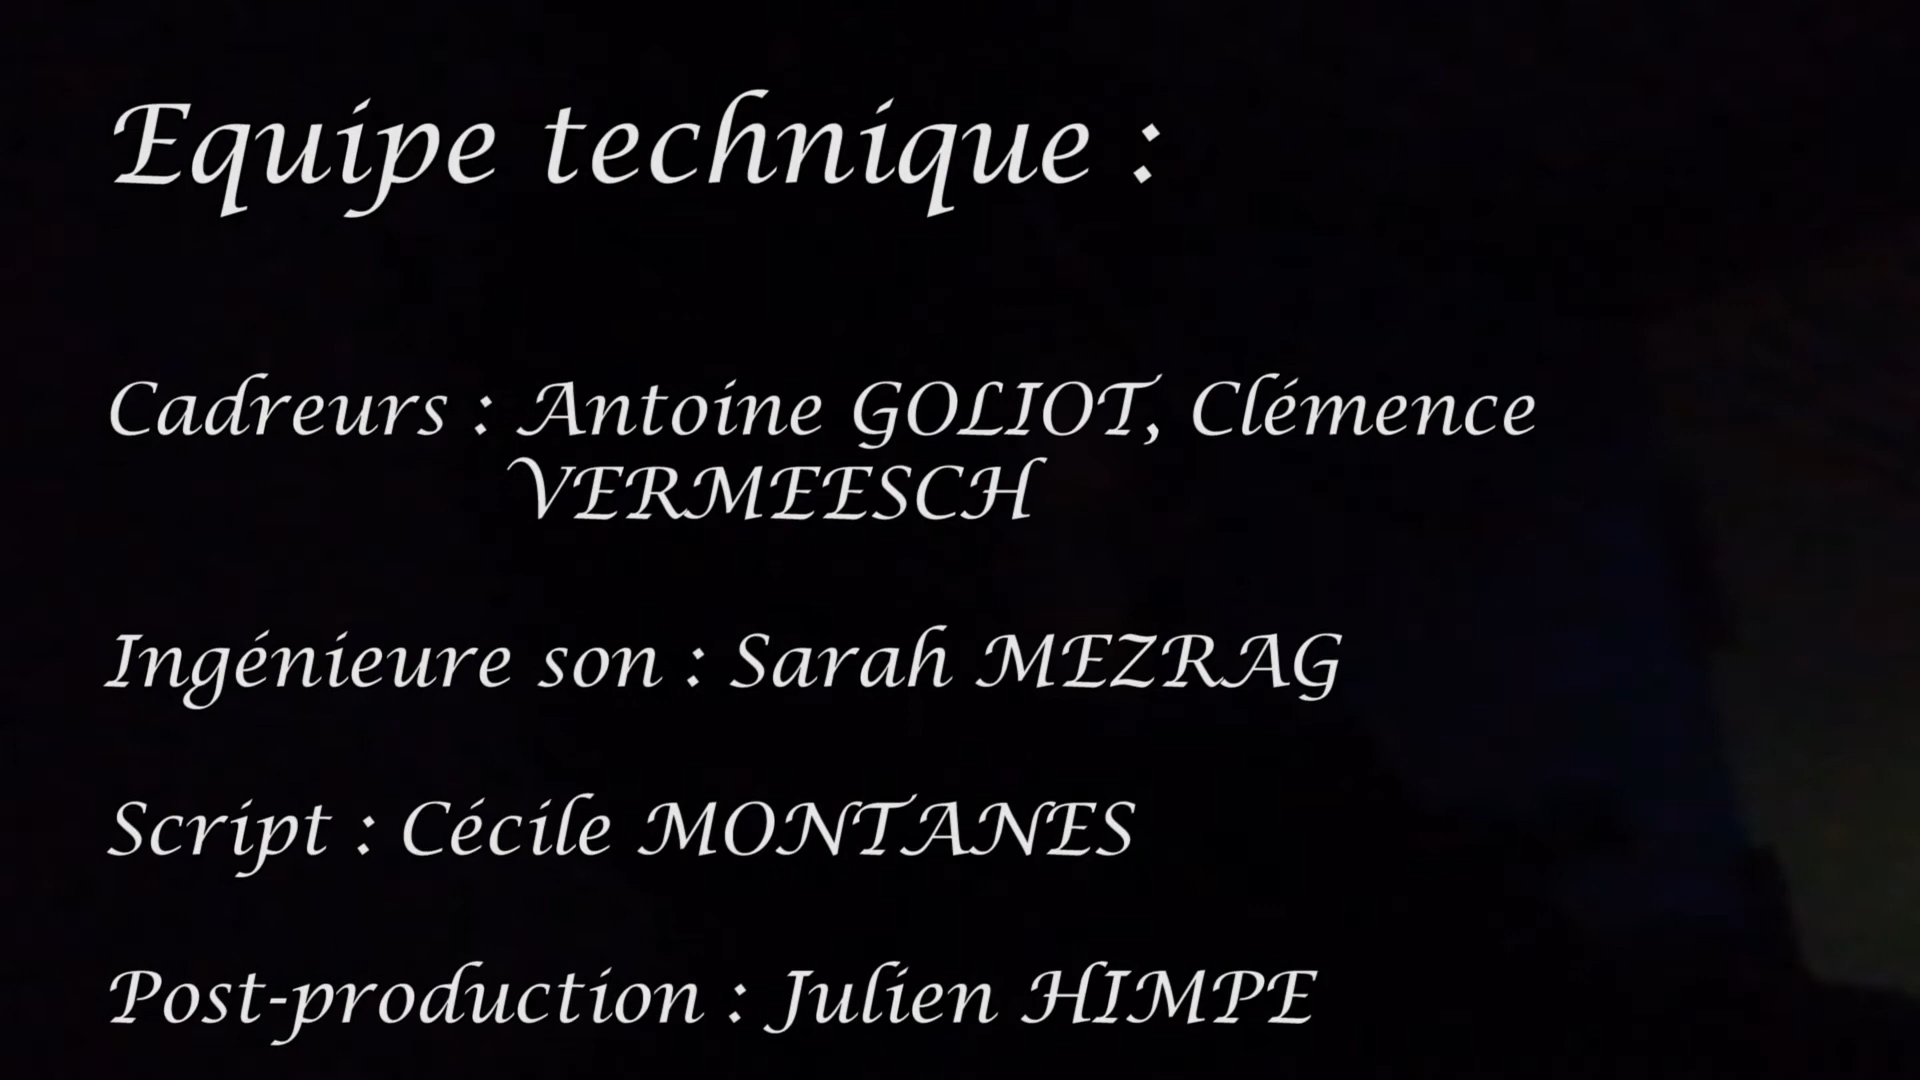 Equipe technique :
Cadreurs : Antoine GOLIOT, Clémence
VERMEESCH
Ingénieure son : Sarah MEZRAG
Script : Cécile MONTANES
Post-production : Julien HIMPE